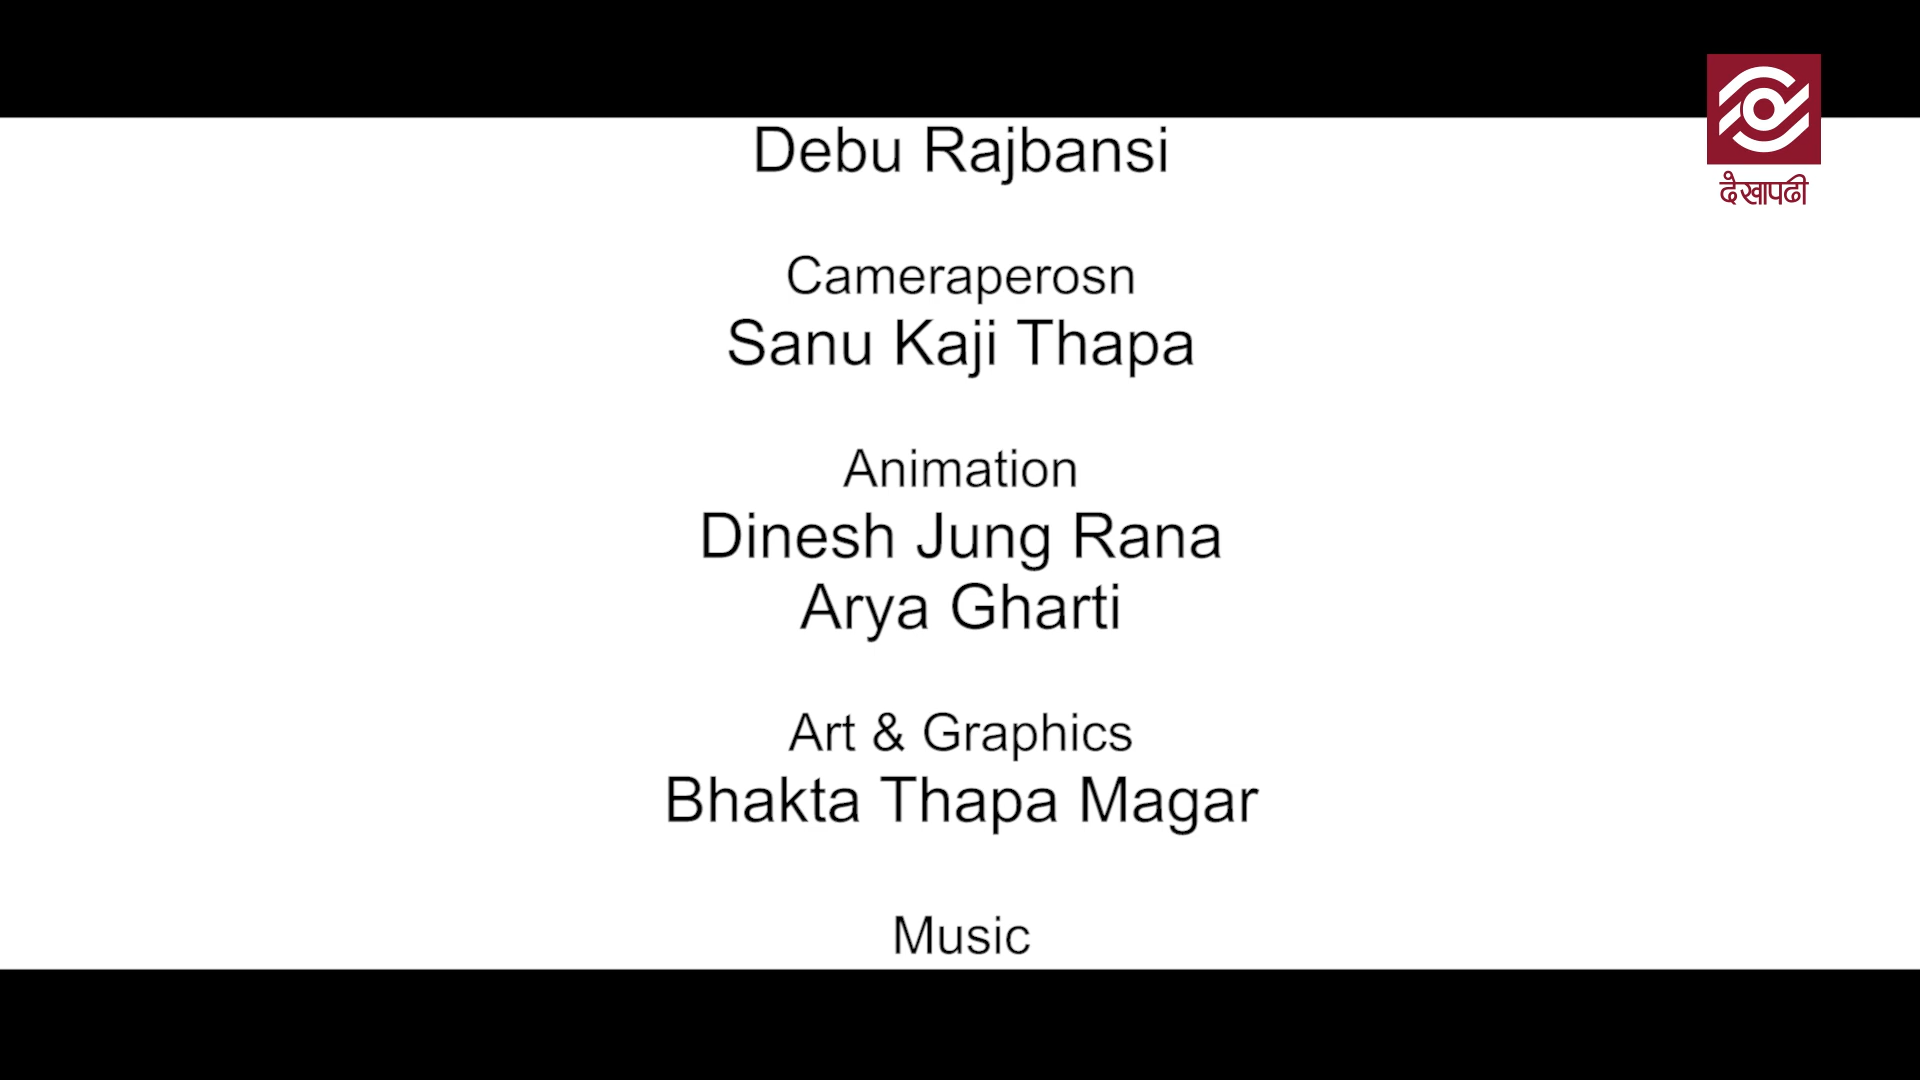 Debu Rajbansi
देखापढी
Cameraperosn
Sanu Kaji Thapa
Animation
Dinesh Jung Rana
Arya Gharti
Art & Graphics
Bhakta Thapa Magar
Music